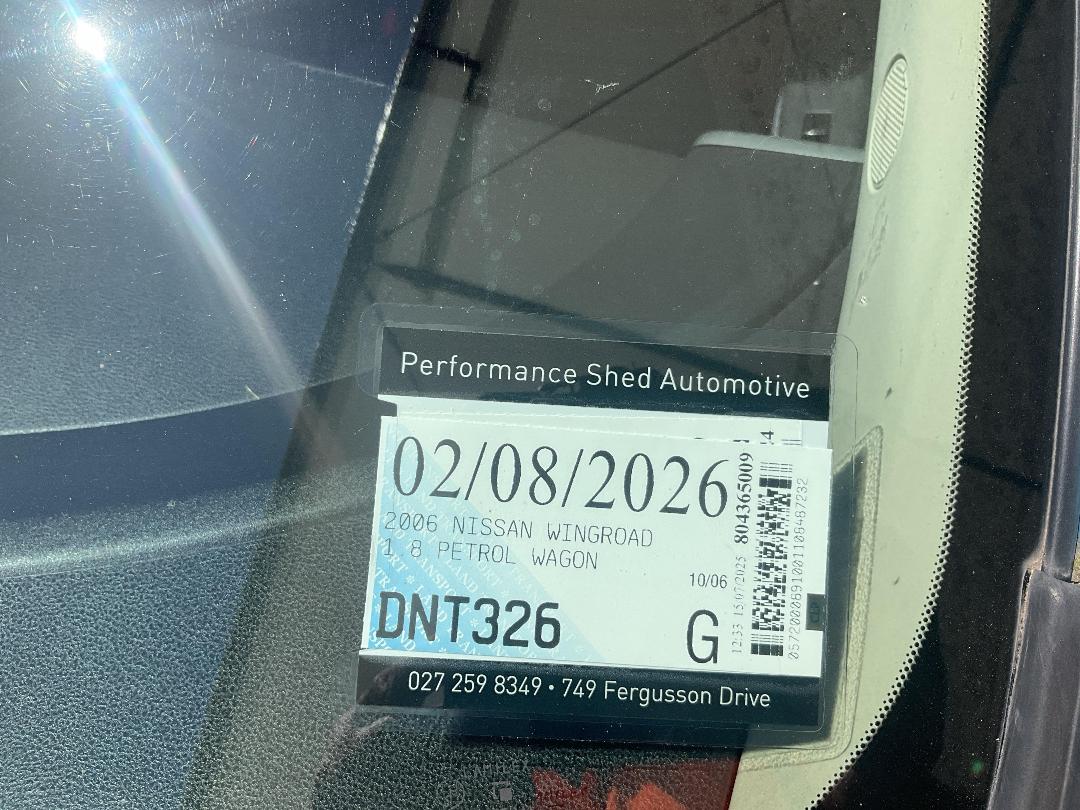 Performance Shed Automotive
02/08/2026
2006 NISSAN WINGROAD
1.8 PETROL WAGON
10/06
DNT326
G
12:33 15/07/2025 804365009
24
027 259 8349 • 749 Fergusson Drive